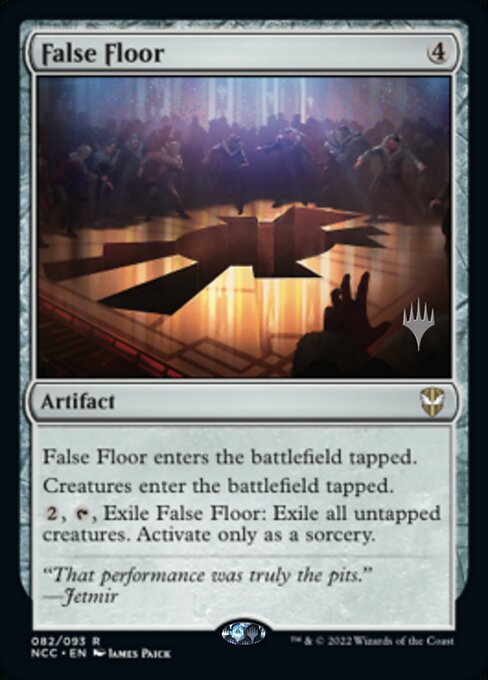 False Floor 4
Artifact
False Floor enters the battlefield tapped.
Creatures enter the battlefield tapped.
2, T, Exile False Floor: Exile all untapped
creatures. Activate only as a sorcery.
“That performance was truly the pits.”
—Jetmir
082/093 R
NCC • EN James Paick
™ & © 2022 Wizards of the Coast